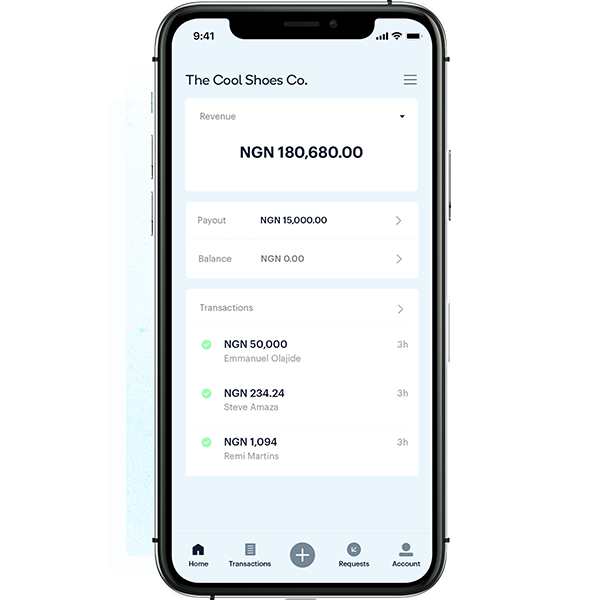 9:41
The Cool Shoes Co.
Revenue
NGN 180,680.00
Payout NGN 15,000.00
Balance NGN 0.00
Transactions
NGN 50,000 3h
Emmanuel Olajide
NGN 234.24 3h
Steve Amaza
NGN 1,094 3h
Remi Martins
Home Transactions Requests Account